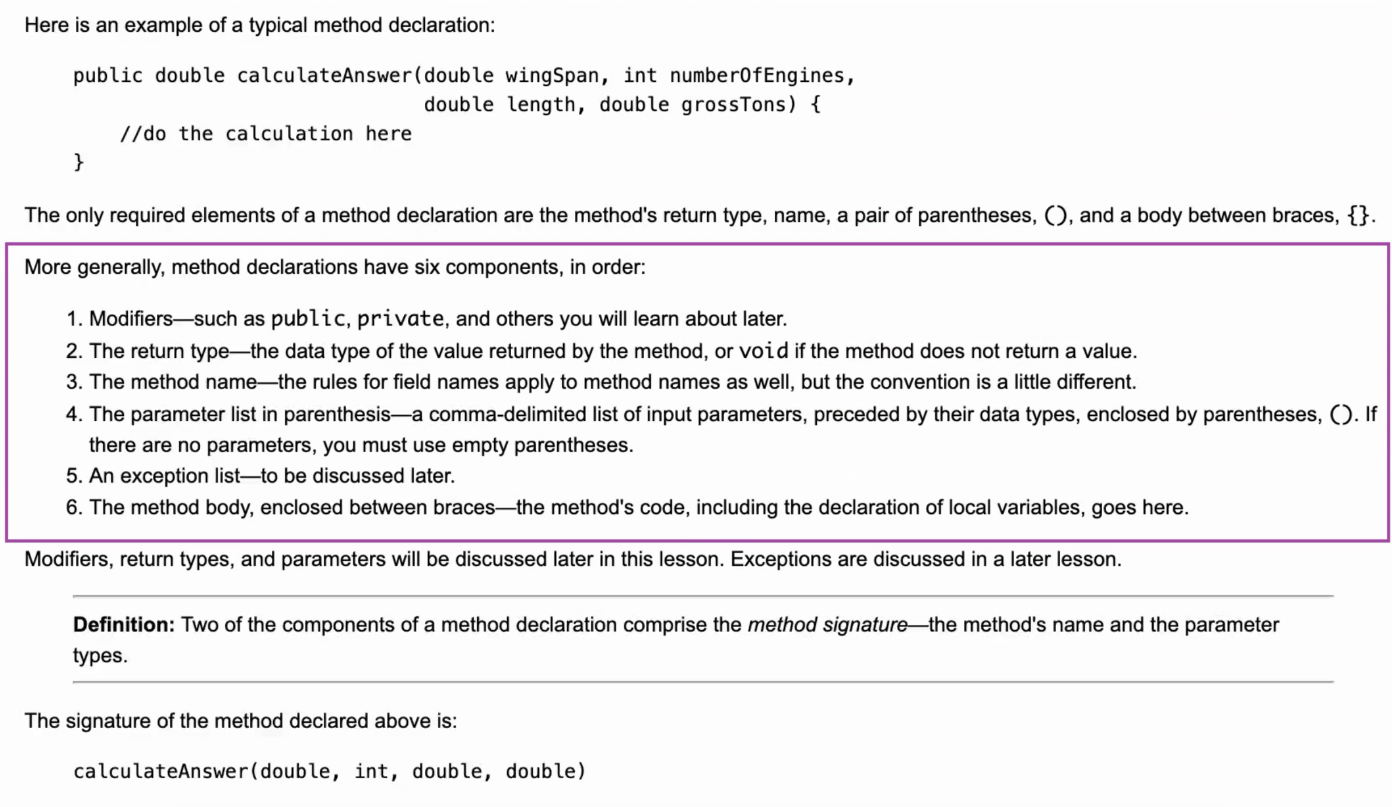 Here is an example of a typical method declaration:
public double calculateAnswer(double wingSpan, int numberOfEngines,
double length, double grossTons) {
//do the calculation here
}
The only required elements of a method declaration are the method's return type, name, a pair of parentheses, (), and a body between braces, {}.
More generally, method declarations have six components, in order:
1. Modifiers—such as public, private, and others you will learn about later.
2. The return type—the data type of the value returned by the method, or void if the method does not return a value.
3. The method name—the rules for field names apply to method names as well, but the convention is a little different.
4. The parameter list in parenthesis—a comma-delimited list of input parameters, preceded by their data types, enclosed by parentheses, (). If
there are no parameters, you must use empty parentheses.
5. An exception list—to be discussed later.
6. The method body, enclosed between braces—the method's code, including the declaration of local variables, goes here.
Modifiers, return types, and parameters will be discussed later in this lesson. Exceptions are discussed in a later lesson.
Definition: Two of the components of a method declaration comprise the method signature—the method's name and the parameter
types.
The signature of the method declared above is:
calculateAnswer(double, int, double, double)